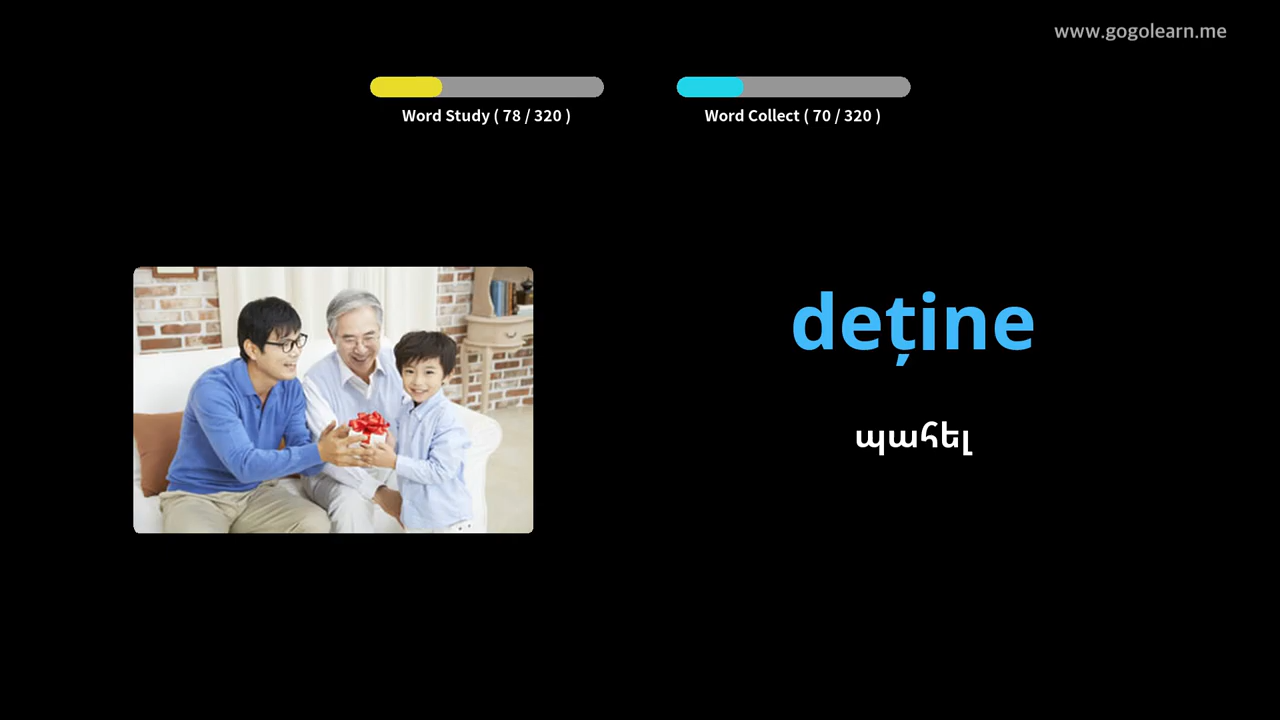 www.gogolearn.me
Word Study ( 78 / 320 )
Word Collect ( 70 / 320 )
deține
պահել